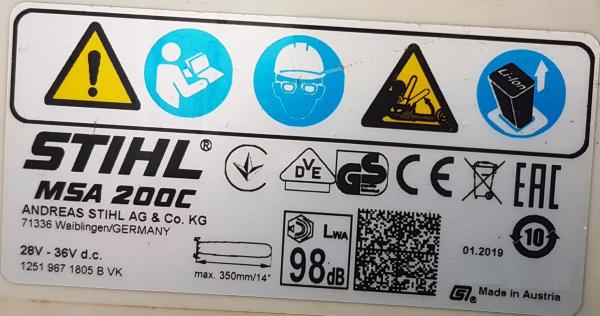 Li-Ion
STIHL®
MSA 200C
ANDREAS STIHL AG & Co. KG
71336 Waiblingen/GERMANY
28V - 36V d.c.
1251 967 1805 B VK
max. 350mm/14"
DVE
GS
CE
EAC
LWA
98dB
10
01.2019
Made in Austria